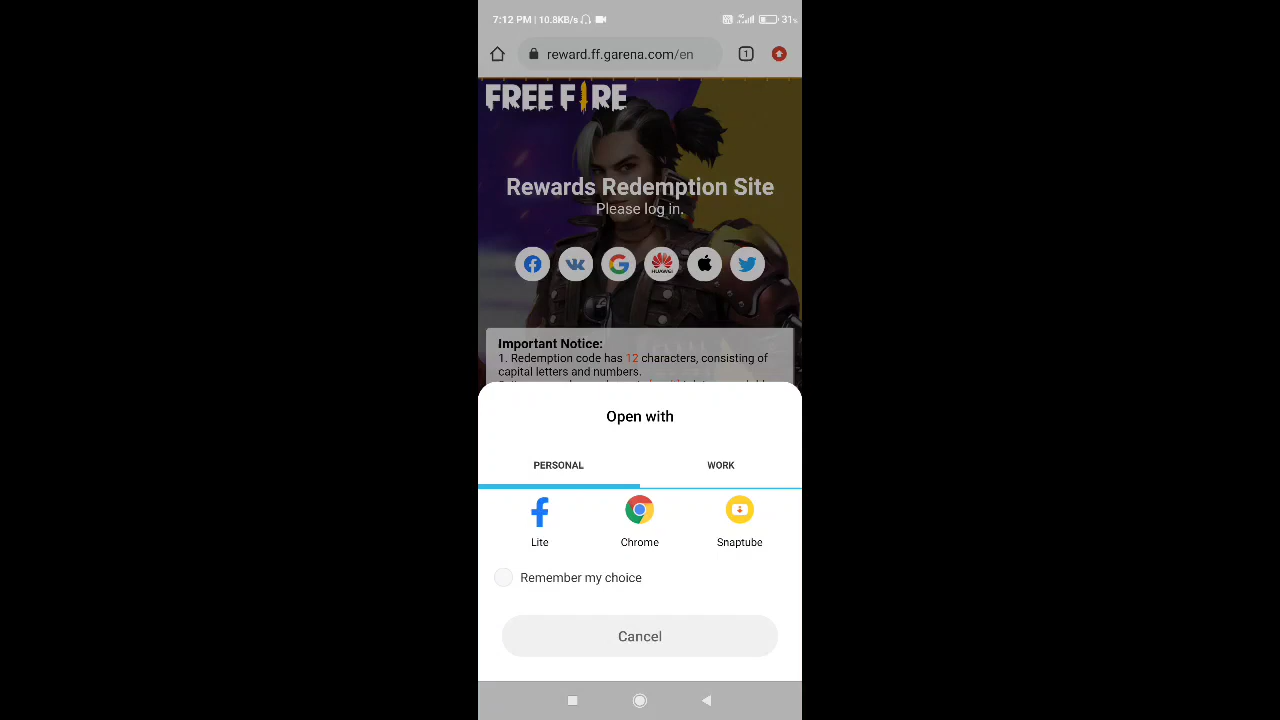 7:12 PM | 10.8KB/s
4G
31%
reward.ff.garena.com/en
1
FREE FIRE
Rewards Redemption Site
Please log in.
HUAWEI
Important Notice:
1. Redemption code has 12 characters, consisting of
capital letters and numbers.
Open with
PERSONAL
WORK
Lite
Chrome
Snaptube
Remember my choice
Cancel